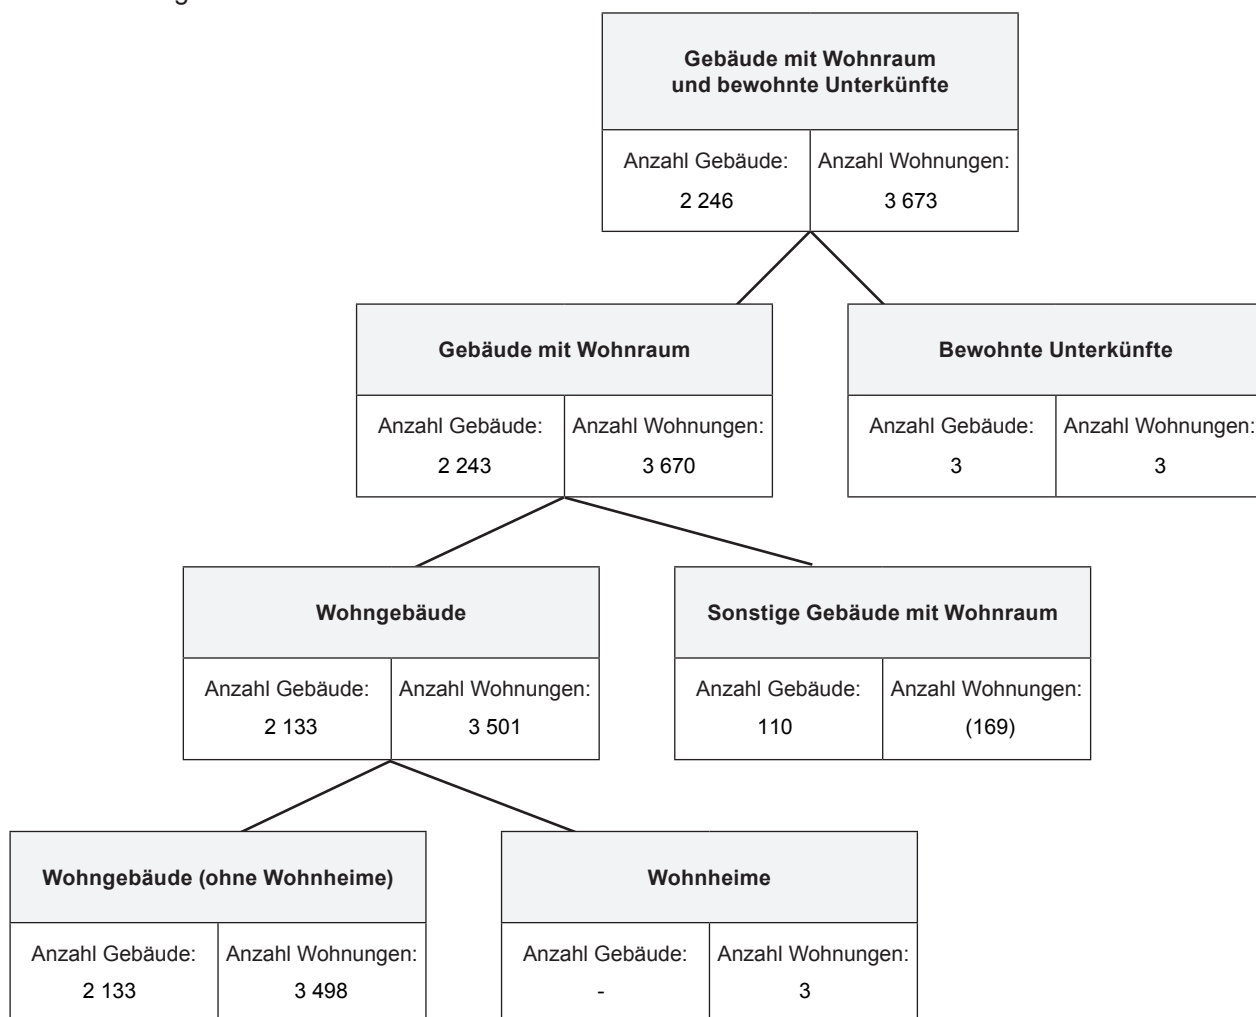 Gebäude mit Wohnraum
und bewohnte Unterkünfte
Anzahl Gebäude: Anzahl Wohnungen:
2 246 3 673
Gebäude mit Wohnraum
Anzahl Gebäude: Anzahl Wohnungen:
2 243 3 670
Bewohnte Unterkünfte
Anzahl Gebäude: Anzahl Wohnungen:
3 3
Wohngebäude
Anzahl Gebäude: Anzahl Wohnungen:
2 133 3 501
Sonstige Gebäude mit Wohnraum
Anzahl Gebäude: Anzahl Wohnungen:
110 (169)
Wohngebäude (ohne Wohnheime)
Anzahl Gebäude: Anzahl Wohnungen:
2 133 3 498
Wohnheime
Anzahl Gebäude: Anzahl Wohnungen:
- 3